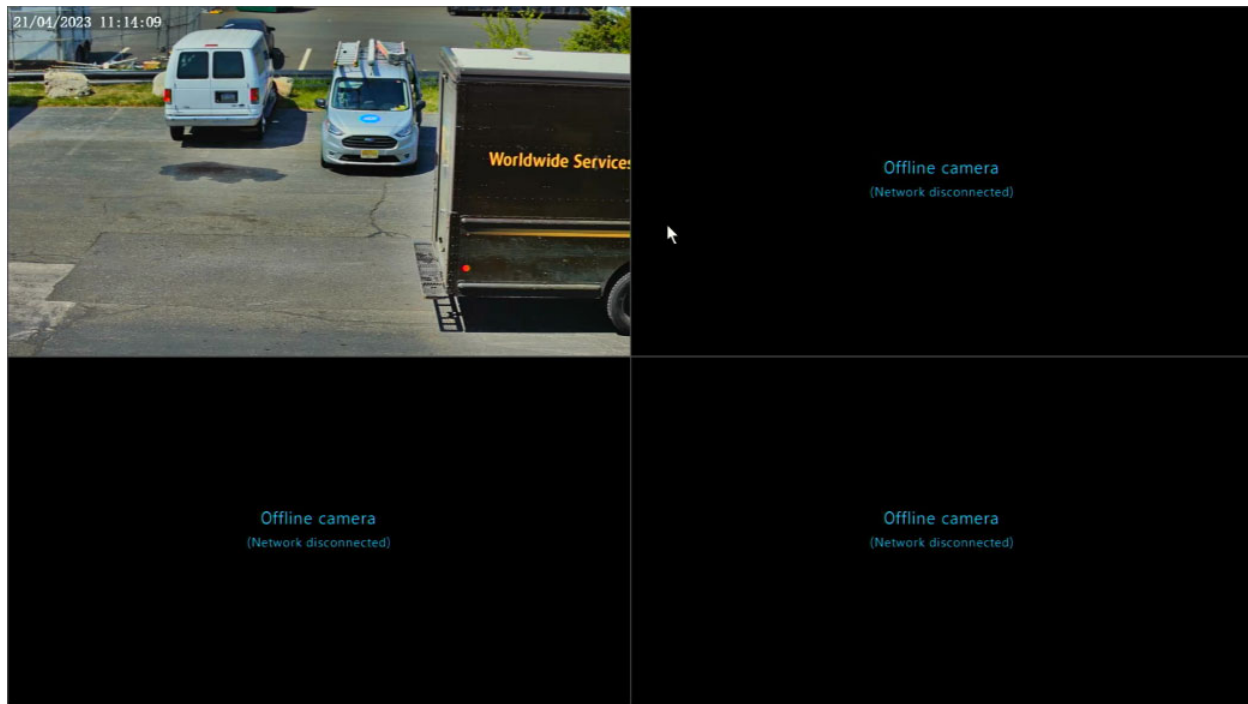 21/04/2023 11:14:09
Worldwide Services
Offline camera
(Network disconnected)
Offline camera
(Network disconnected)
Offline camera
(Network disconnected)